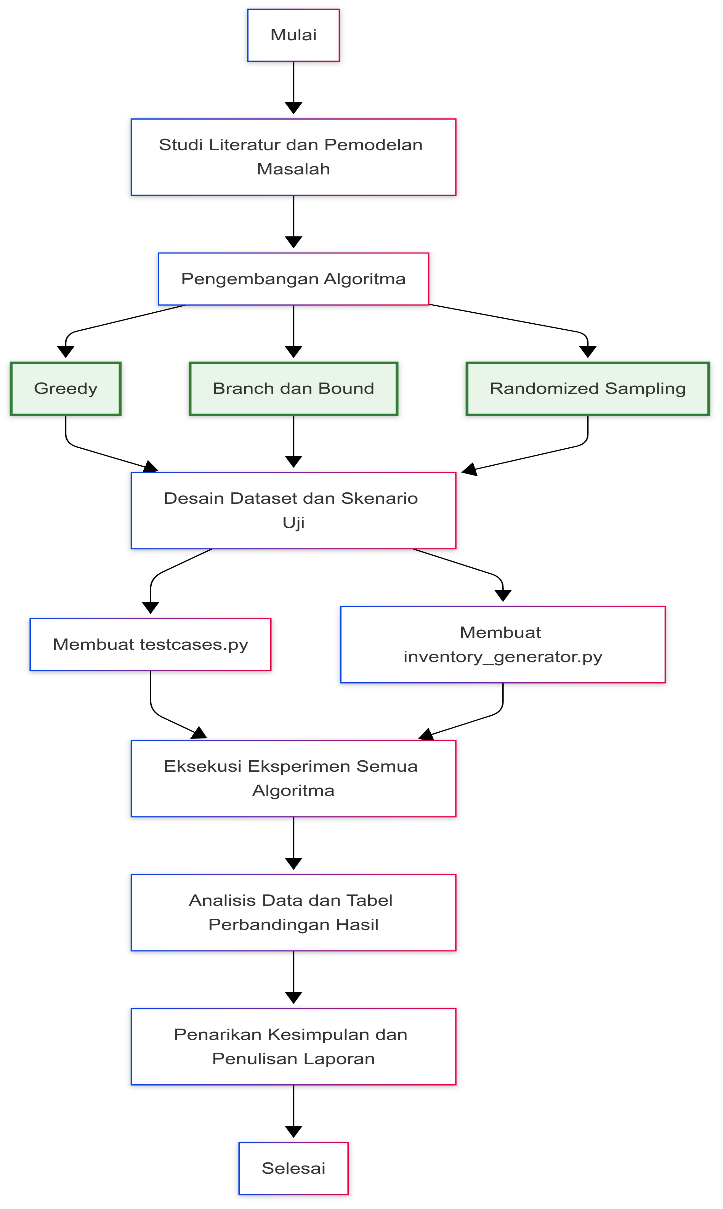 Mulai
Studi Literatur dan Pemodelan
Masalah
Pengembangan Algoritma
Greedy
Branch dan Bound
Randomized Sampling
Desain Dataset dan Skenario
Uji
Membuat testcases.py
Membuat
inventory_generator.py
Eksekusi Eksperimen Semua
Algoritma
Analisis Data dan Tabel
Perbandingan Hasil
Penarikan Kesimpulan dan
Penulisan Laporan
Selesai